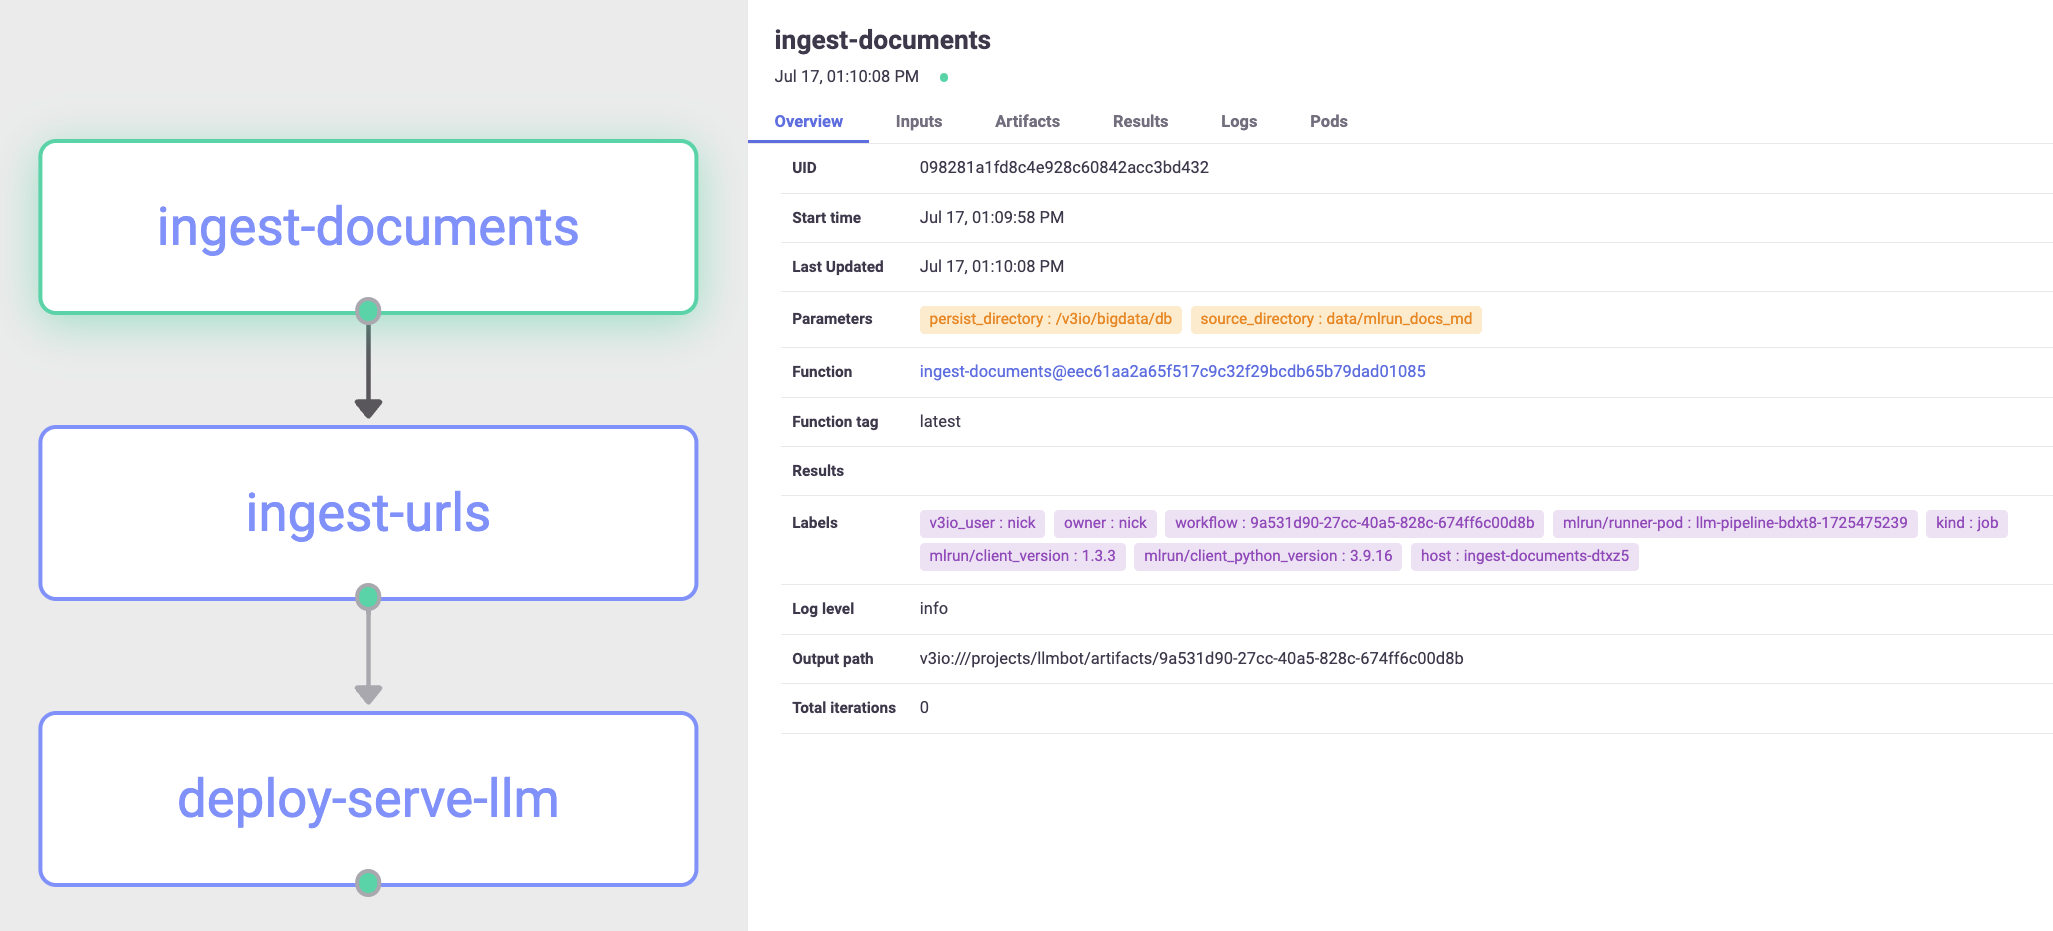 ingest-documents
ingest-urls
deploy-serve-llm
ingest-documents
Jul 17, 01:10:08 PM
Overview Inputs Artifacts Results Logs Pods
UID 098281a1fd8c4e928c60842acc3bd432
Start time Jul 17, 01:09:58 PM
Last Updated Jul 17, 01:10:08 PM
Parameters persist_directory : /v3io/bigdata/db source_directory : data/mlrun_docs_md
Function ingest-documents@eec61aa2a65f517c9c32f29bcdb65b79dad01085
Function tag latest
Results
Labels v3io_user : nick owner : nick workflow : 9a531d90-27cc-40a5-828c-674ff6c00d8b mlrun/runner-pod : llm-pipeline-bdxt8-1725475239 kind : job
mlrun/client_version : 1.3.3 mlrun/client_python_version : 3.9.16 host : ingest-documents-dtxz5
Log level info
Output path v3io:///projects/llmbot/artifacts/9a531d90-27cc-40a5-828c-674ff6c00d8b
Total iterations 0